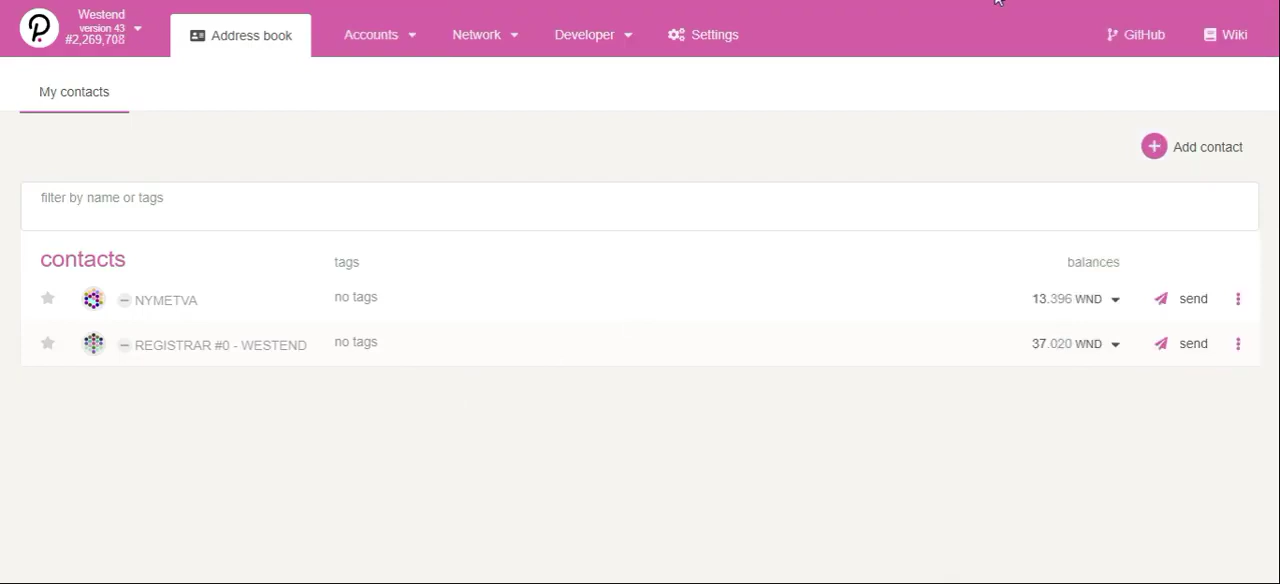 Westend
version 43
#2,269,708
Address book
Accounts
Network
Developer
Settings
GitHub
Wiki
My contacts
Add contact
filter by name or tags
contacts tags balances
NYMETVA no tags 13.396 WND send
REGISTRAR #0 - WESTEND no tags 37.020 WND send